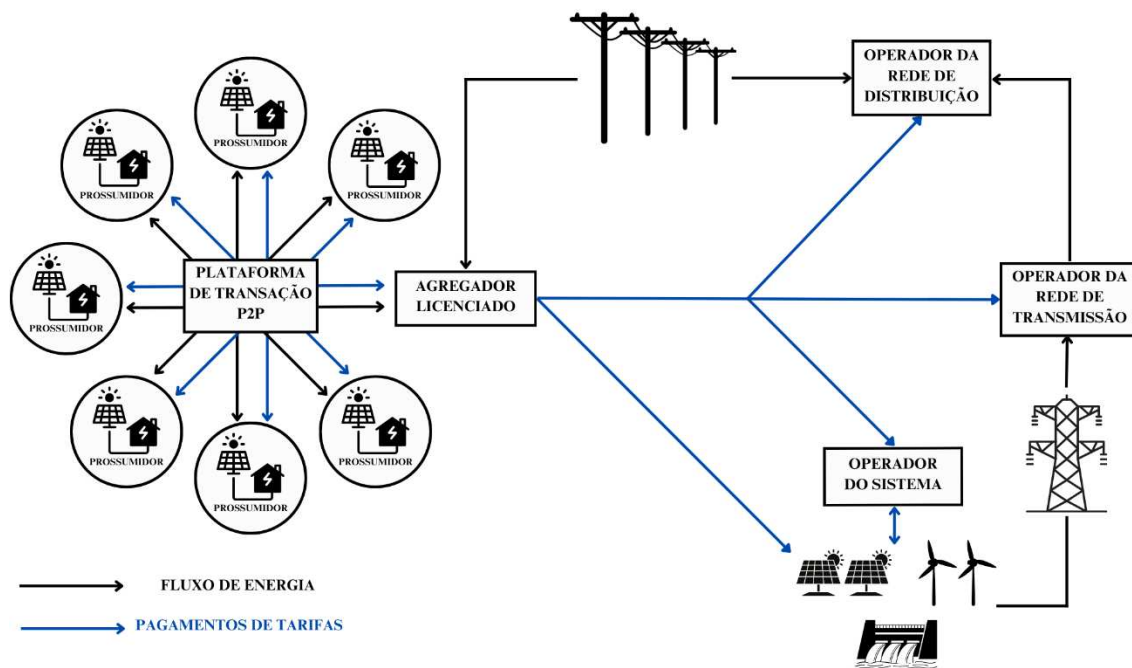 OPERADOR DA
REDE DE
DISTRIBUIÇÃO
PROSSUMIDOR
PROSSUMIDOR
PROSSUMIDOR
PROSSUMIDOR
PLATAFORMA
DE TRANSAÇÃO
P2P
AGREGADOR
LICENCIADO
OPERADOR DA
REDE DE
TRANSMISSÃO
PROSSUMIDOR
PROSSUMIDOR
PROSSUMIDOR
OPERADOR
DO SISTEMA
FLUXO DE ENERGIA
PAGAMENTOS DE TARIFAS